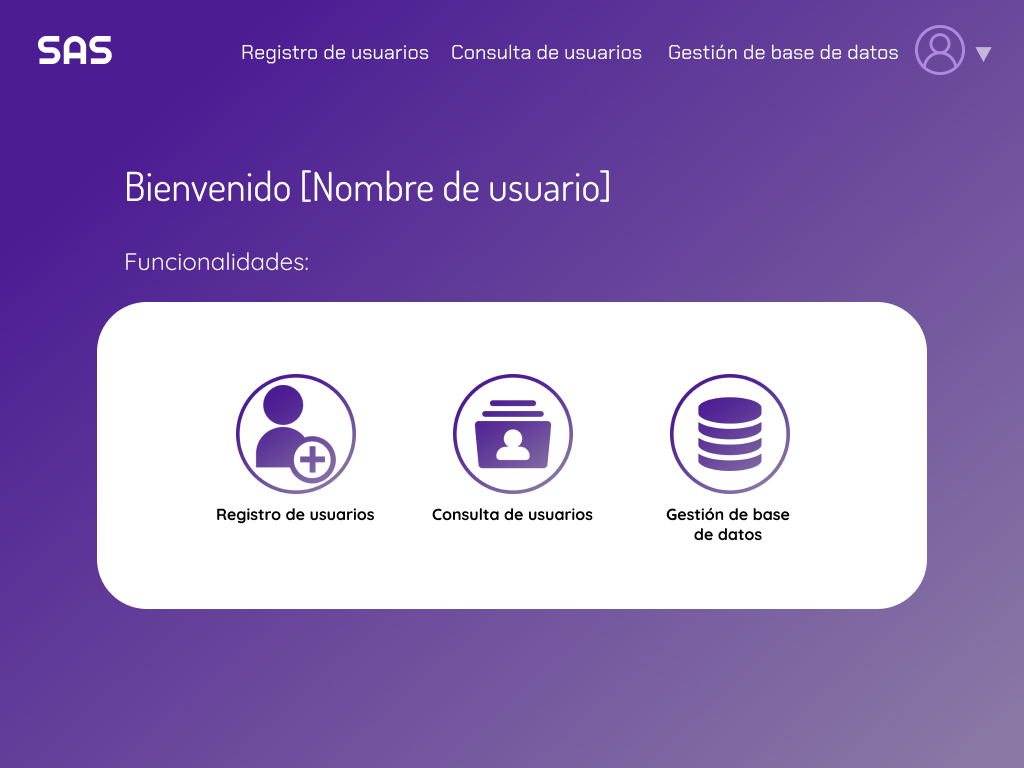 SAS
Registro de usuarios Consulta de usuarios Gestión de base de datos
Bienvenido [Nombre de usuario]
Funcionalidades:
Registro de usuarios
Consulta de usuarios
Gestión de base
de datos